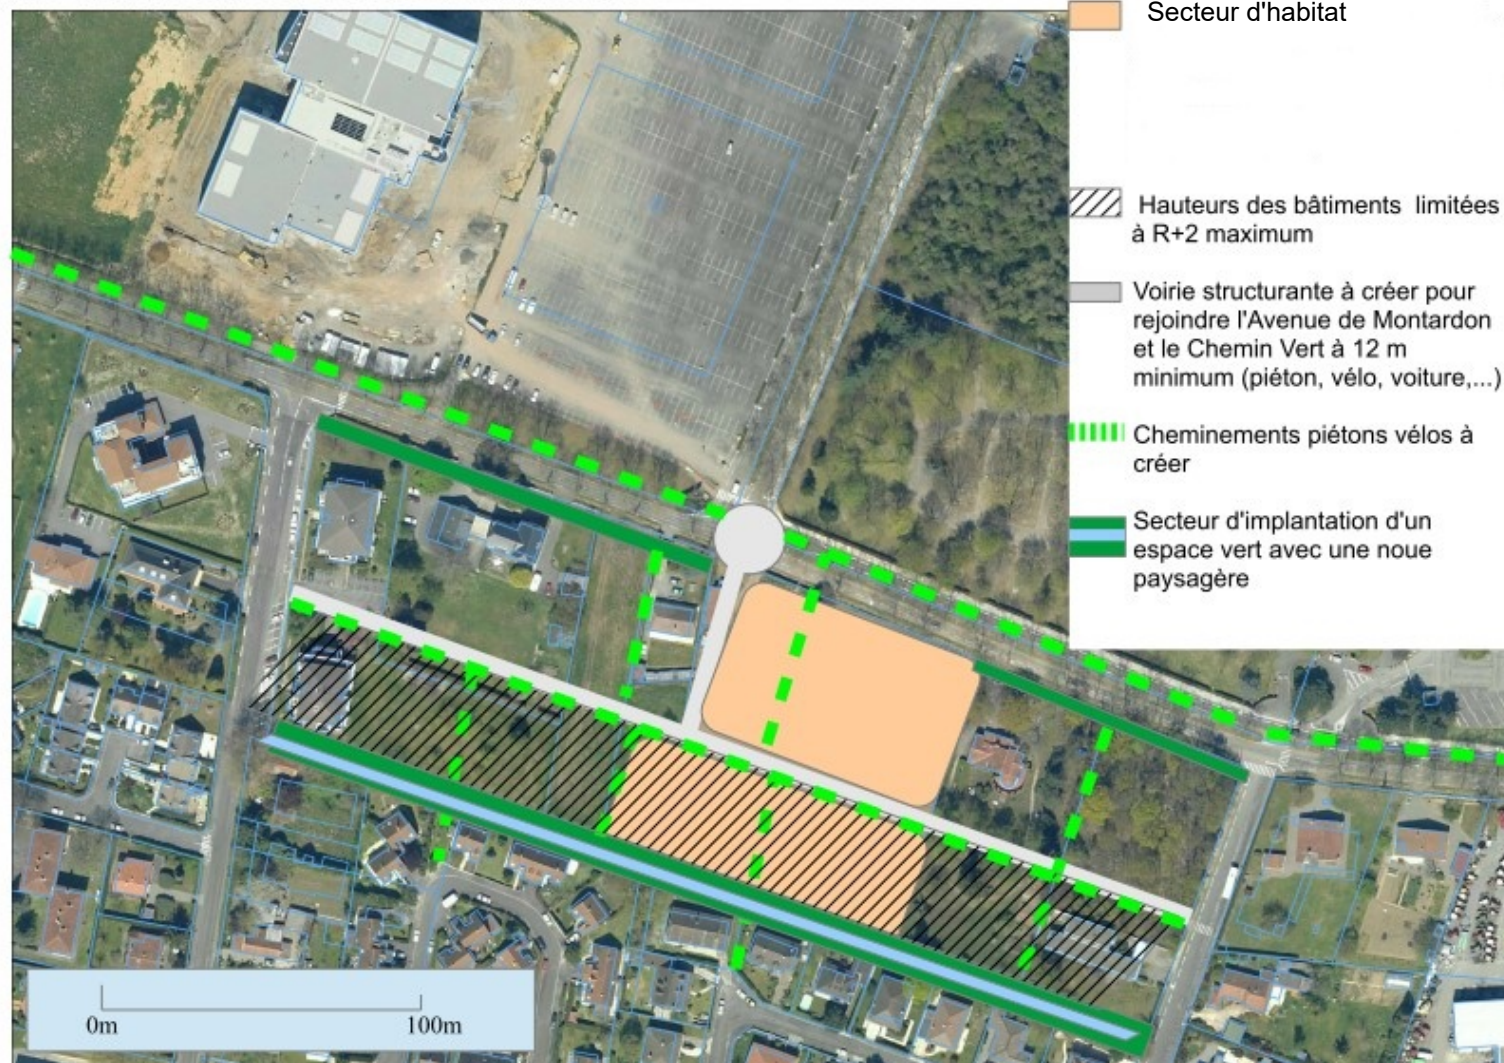 Secteur d'habitat
Hauteurs des bâtiments limitées
à R+2 maximum
Voirie structurante à créer pour
rejoindre l'Avenue de Montardon
et le Chemin Vert à 12 m
minimum (piéton, vélo, voiture,...)
Cheminements piétons vélos à
créer
Secteur d'implantation d'un
espace vert avec une noue
paysagère
0m 100m